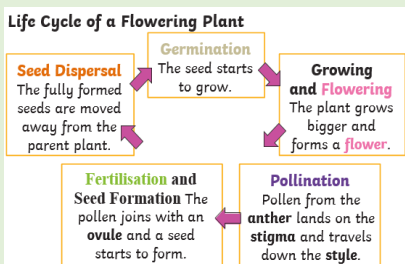 Life Cycle of a Flowering Plant
Germination
The seed starts
to grow.
Growing
and Flowering
The plant grows
bigger and
forms a flower.
Pollination
Pollen from the
anther lands on the
stigma and travels
down the style.
Fertilisation and
Seed Formation The
pollen joins with an
ovule and a seed
starts to form.
Seed Dispersal
The fully formed
seeds are moved
away from the
parent plant.